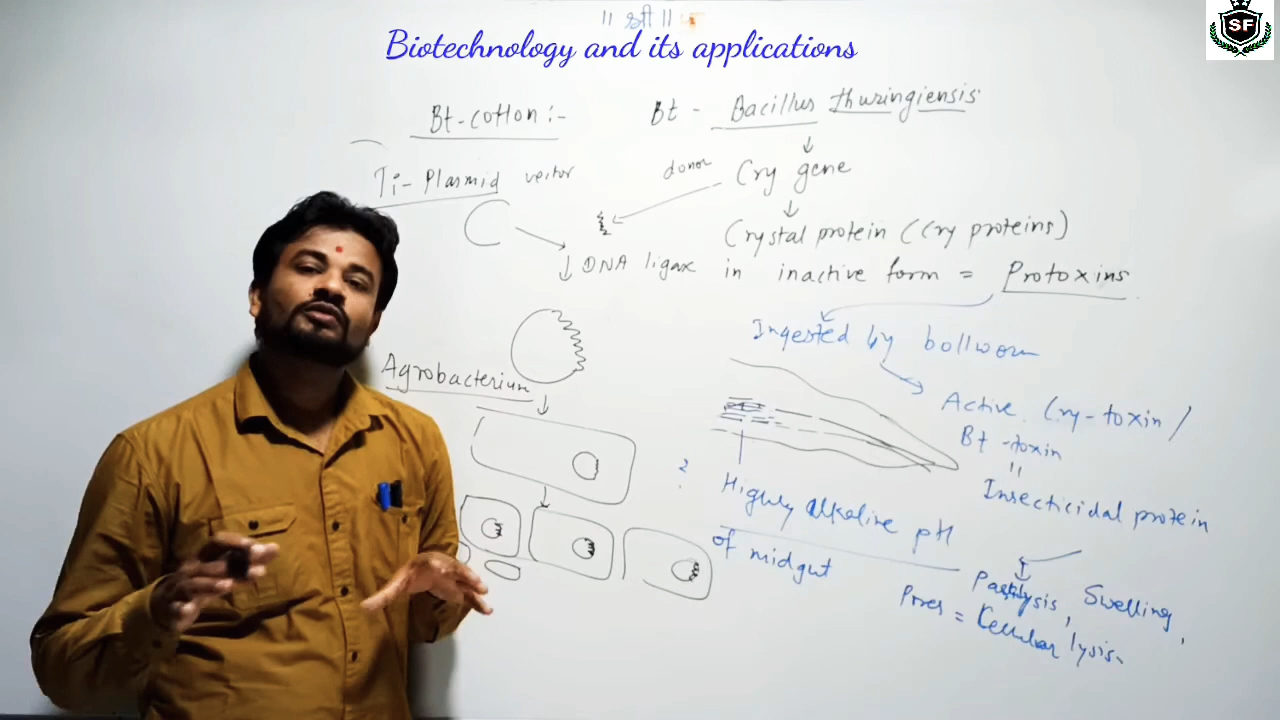 ॥ श्री ॥
SF
Biotechnology and its applications
Bt-cotton :-
Bt - Bacillus thuringiensis
Ti-Plasmid vector
donor
Cry gene
Crystal protein (Cry proteins)
DNA ligase
in inactive form = Protoxins
Ingested by bollworm
Agrobacterium
Active Cry-toxin /
Bt-toxin
"
Insecticidal protein
?
Highly alkaline pH
of midgut
Swelling,
Pores = Cellular lysis